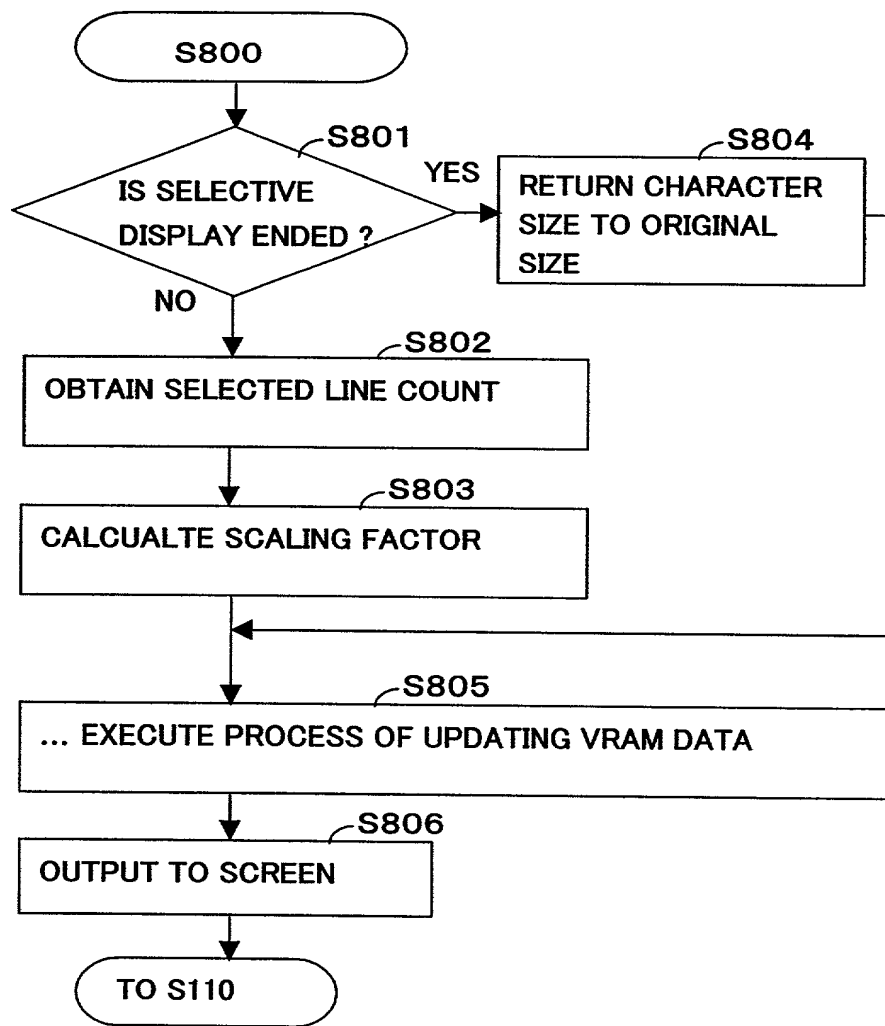 S800
S801
IS SELECTIVE
DISPLAY ENDED ?
YES
NO
S804
RETURN CHARACTER
SIZE TO ORIGINAL
SIZE
S802
OBTAIN SELECTED LINE COUNT
S803
CALCUALTE SCALING FACTOR
S805
... EXECUTE PROCESS OF UPDATING VRAM DATA
S806
OUTPUT TO SCREEN
TO S110